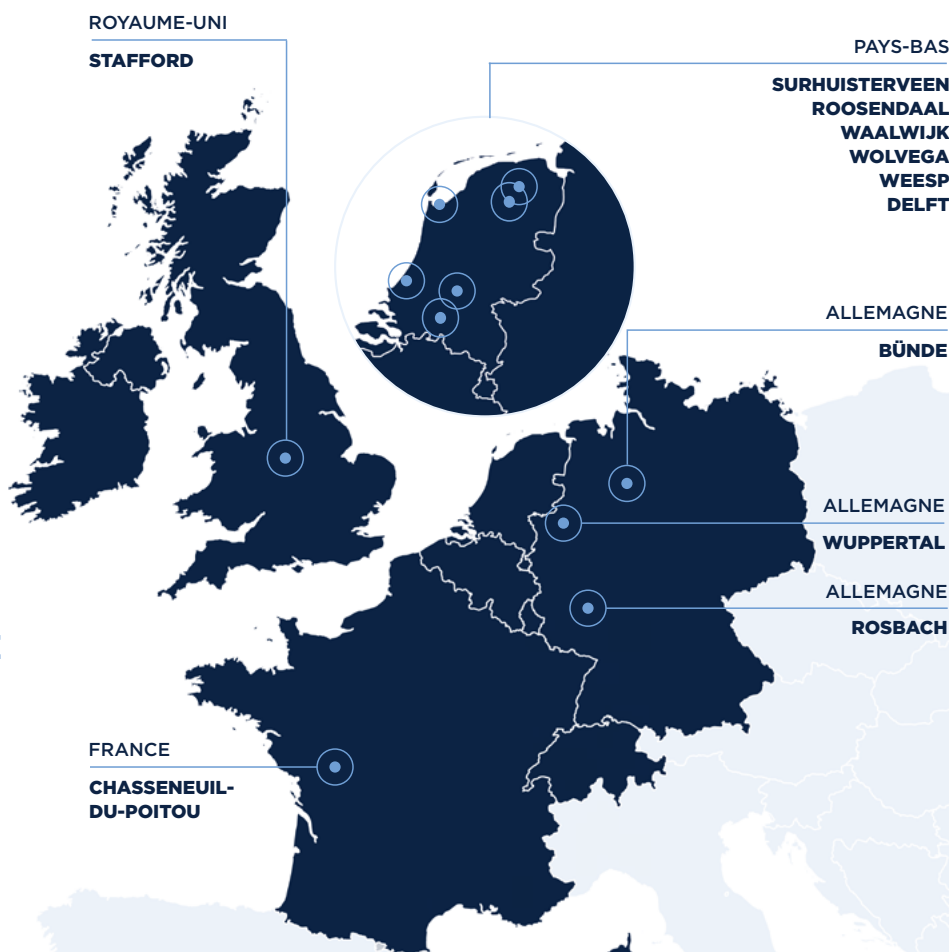 ROYAUME-UNI
STAFFORD
PAYS-BAS
SURHUISTERVEEN
ROOSENDAAL
WAALWIJK
WOLVEGA
WEESP
DELFT
ALLEMAGNE
BÜNDE
ALLEMAGNE
WUPPERTAL
ALLEMAGNE
ROSBACH
FRANCE
CHASSENEUIL-
DU-POITOU